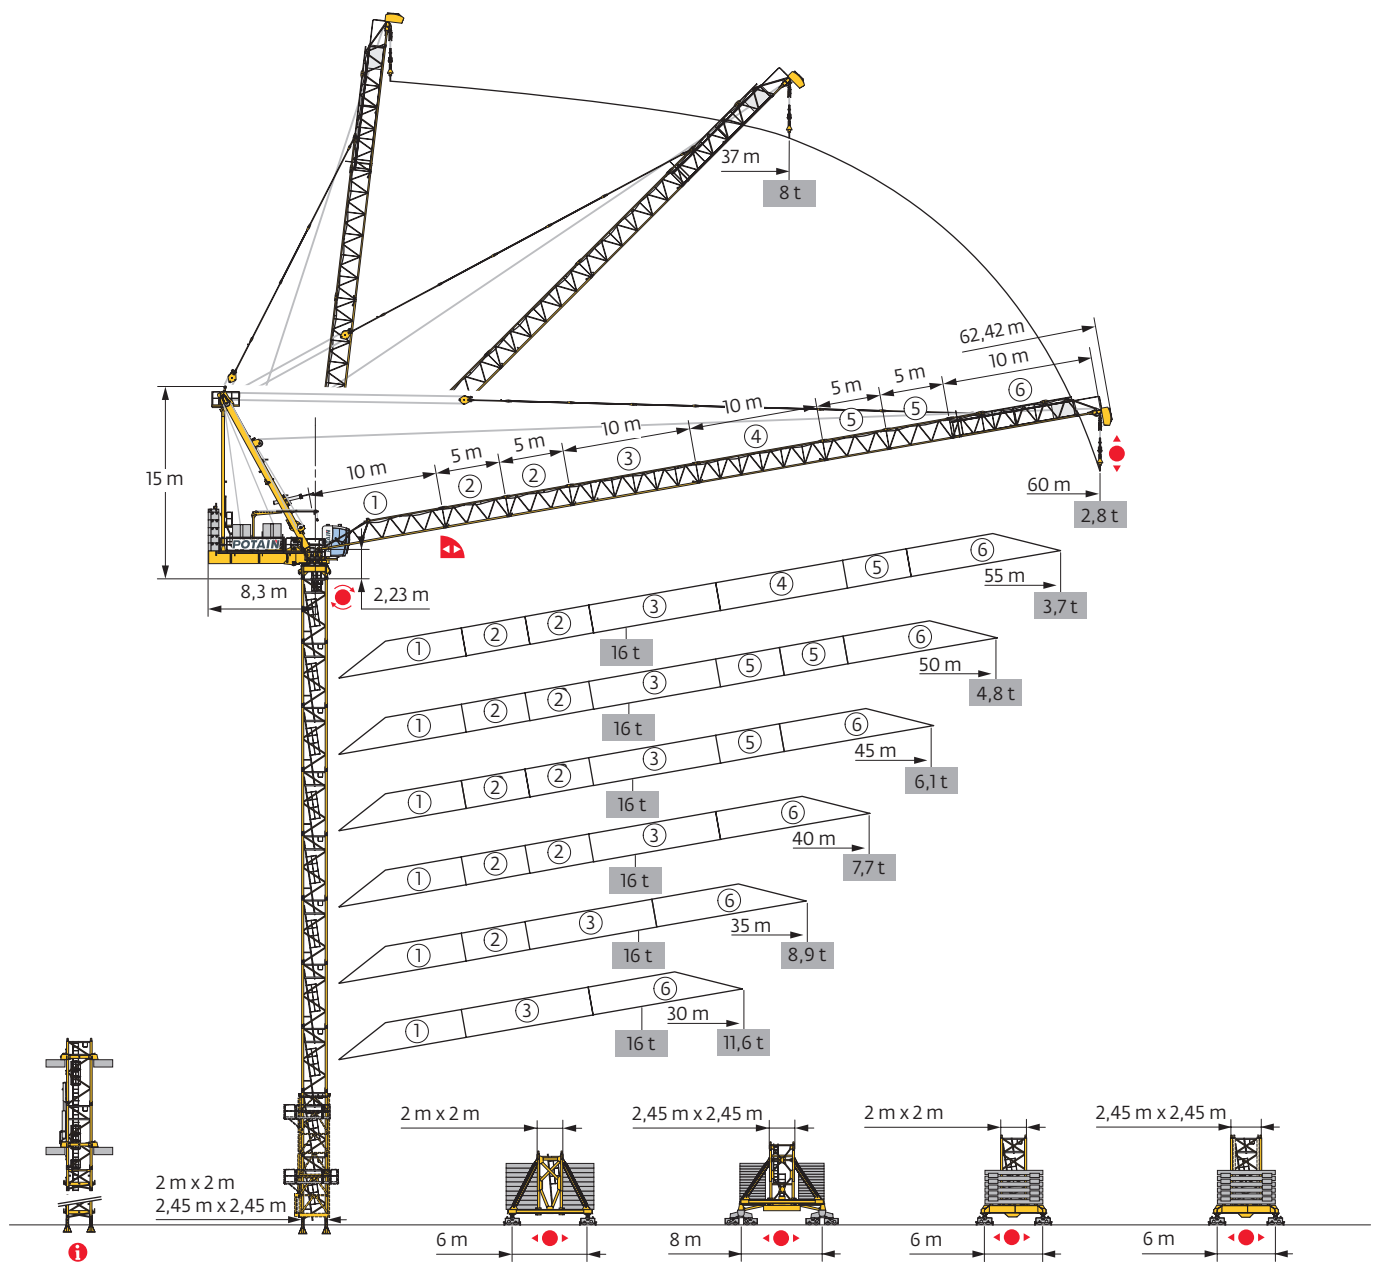 37 m
8 t
62,42 m
10 m
5 m
5 m
10 m
10 m
5 m
5 m
10 m
⑥
⑤
⑤
④
③
②
②
①
15 m
POTAIN
60 m
2,8 t
8,3 m
2,23 m
① ② ② ③ ④ ⑤ ⑥
55 m
16 t
3,7 t
① ② ② ③ ⑤ ⑤ ⑥
50 m
16 t
4,8 t
① ② ② ③ ⑤ ⑥
45 m
16 t
6,1 t
① ② ② ③ ⑥
40 m
16 t
7,7 t
① ② ③ ⑥
35 m
16 t
8,9 t
① ③ ⑥
30 m
16 t
11,6 t
2 m x 2 m
2,45 m x 2,45 m
2 m x 2 m
2,45 m x 2,45 m
2 m x 2 m
2,45 m x 2,45 m
i
6 m
8 m
6 m
6 m